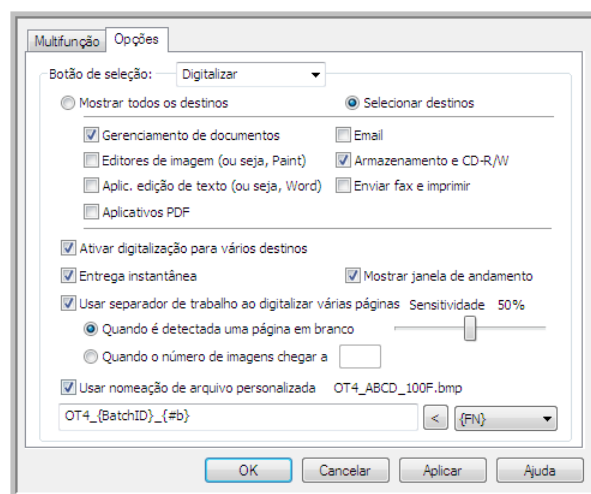 Multifunção Opções
Botão de seleção: Digitalizar
Mostrar todos os destinos Selecionar destinos
Gerenciamento de documentos Email
Editores de imagem (ou seja, Paint) Armazenamento e CD-R/W
Aplic. edição de texto (ou seja, Word) Enviar fax e imprimir
Aplicativos PDF
Ativar digitalização para vários destinos
Entrega instantânea Mostrar janela de andamento
Usar separador de trabalho ao digitalizar várias páginas Sensitividade 50%
Quando é detectada uma página em branco
Quando o número de imagens chegar a
Usar nomeação de arquivo personalizada OT4_ABCD_100F.bmp
OT4_{BatchID}_{#b} < {FN}
OK Cancelar Aplicar Ajuda